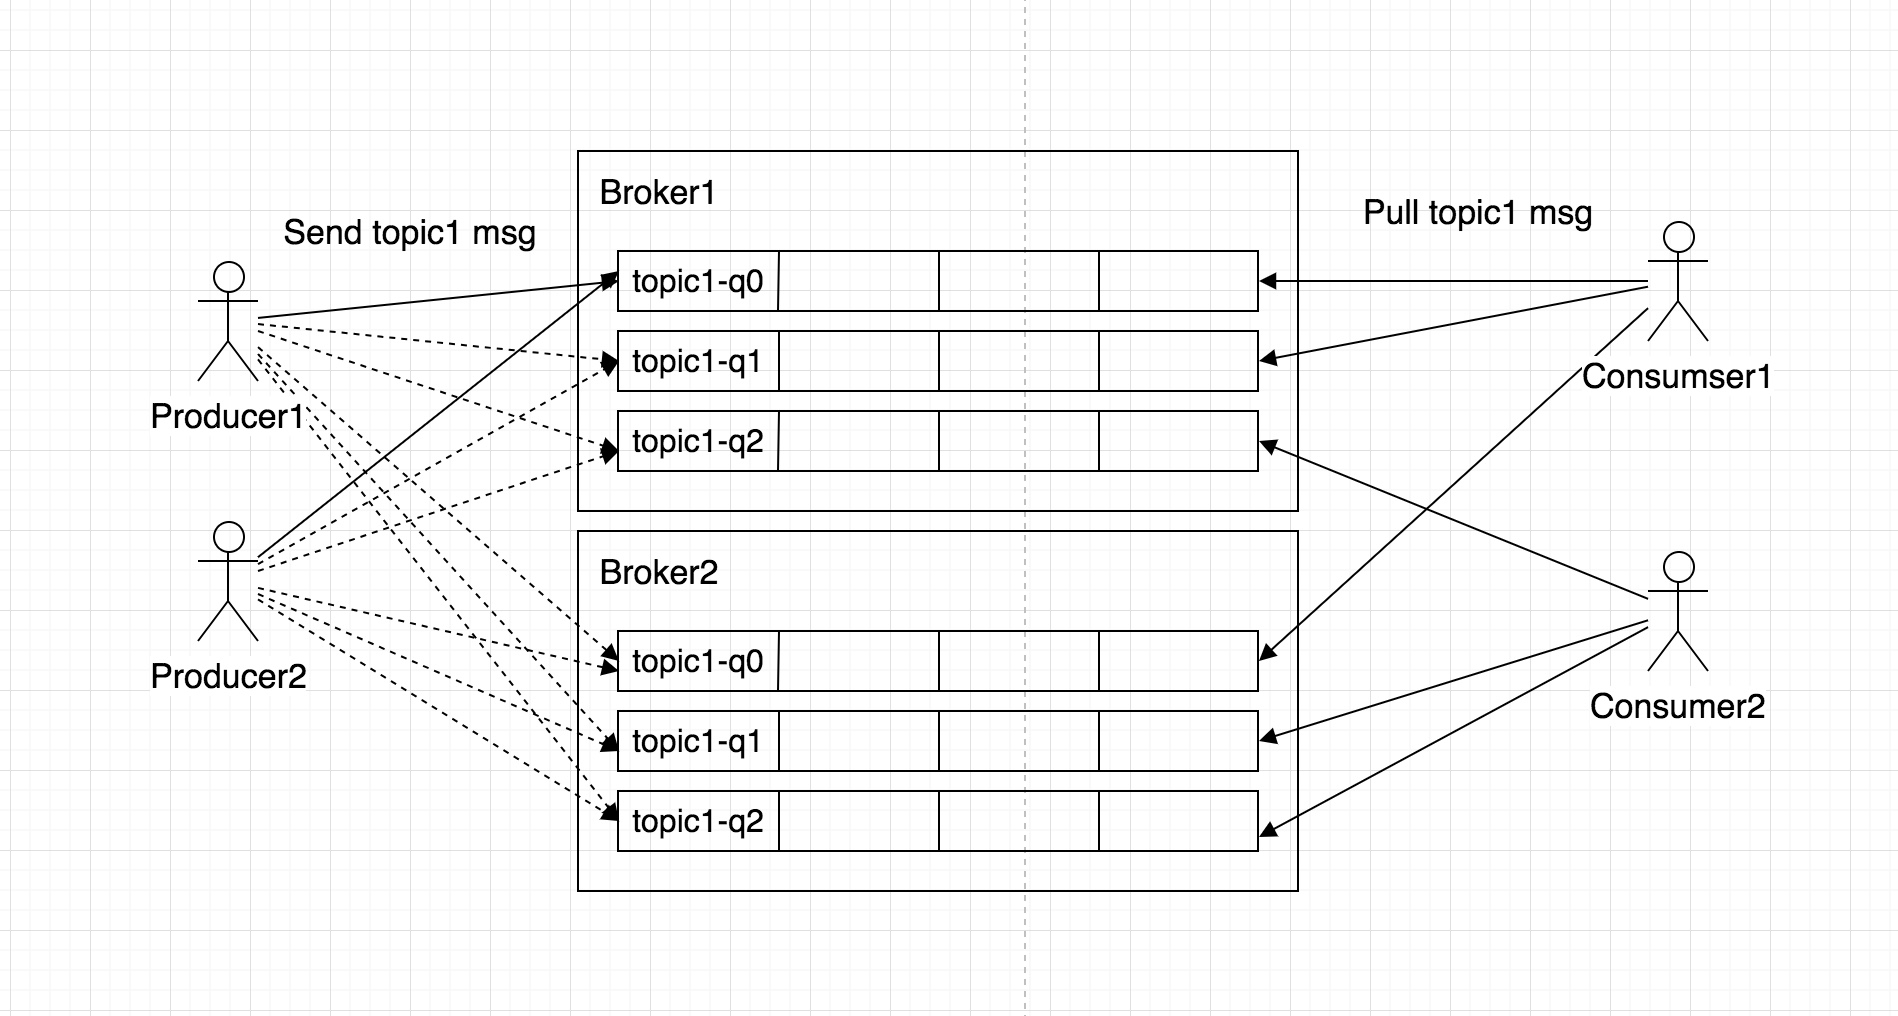 Broker1
Send topic1 msg
Pull topic1 msg
topic1-q0
topic1-q1
topic1-q2
Producer1
Consumser1
Broker2
topic1-q0
topic1-q1
topic1-q2
Producer2
Consumer2